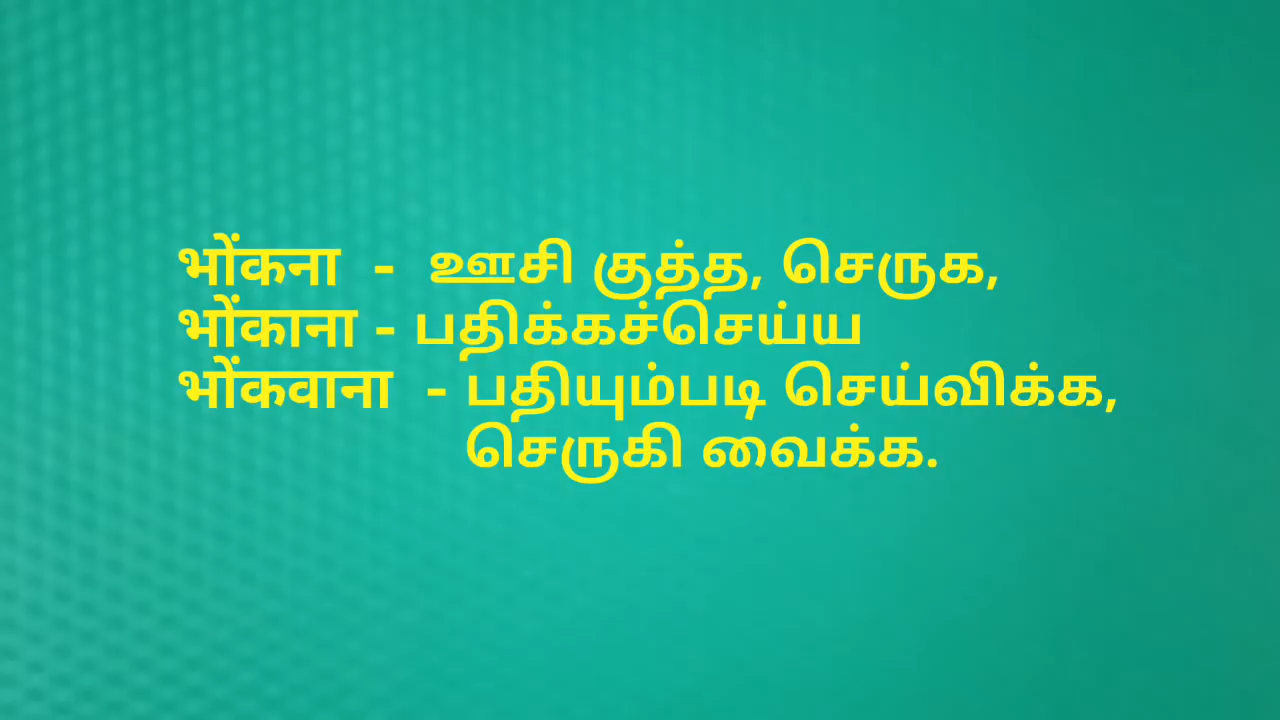 भोंकना - ஊசி குத்த, செருக,
भोंकाना - பதிக்கச்செய்ய
भोंकवाना - பதியும்படி செய்விக்க,
செருகி வைக்க.